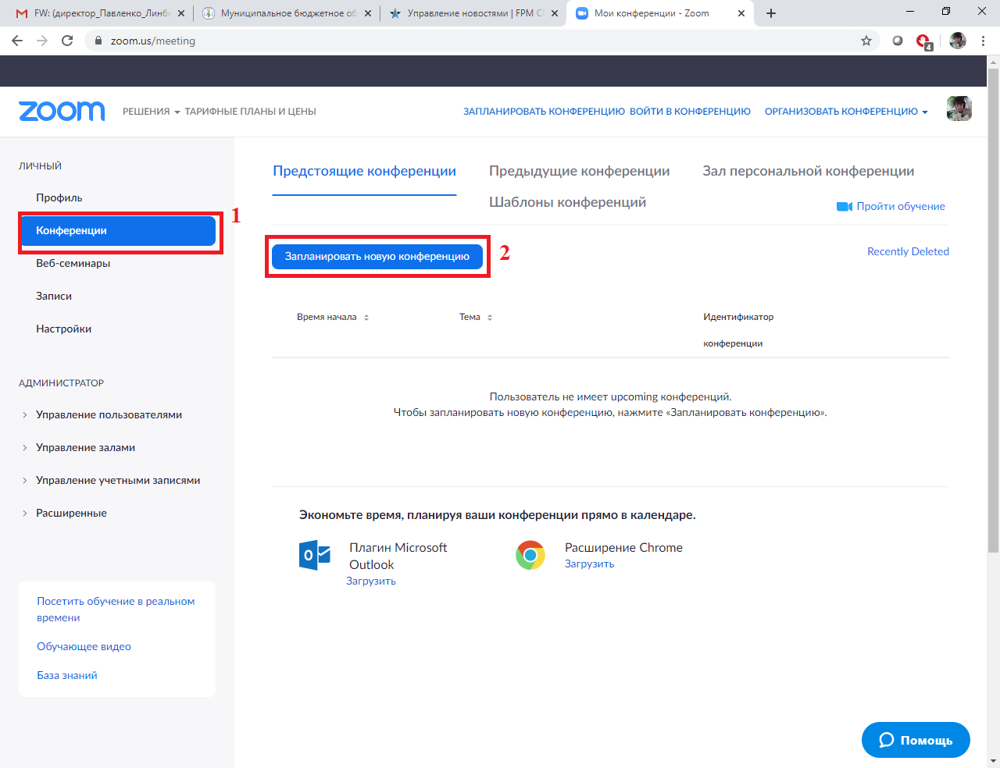 FW: (директор_Павленко_Линбе
Муниципальное бюджетное об
Управление новостями | FPM C
Мои конференции - Zoom
zoom.us/meeting
4
zoom
РЕШЕНИЯ
ТАРИФНЫЕ ПЛАНЫ И ЦЕНЫ
ЗАПЛАНИРОВАТЬ КОНФЕРЕНЦИЮ
ВОЙТИ В КОНФЕРЕНЦИЮ
ОРГАНИЗОВАТЬ КОНФЕРЕНЦИЮ
ЛИЧНЫЙ
Профиль
Конференции
1
Веб-семинары
Записи
Настройки
АДМИНИСТРАТОР
Управление пользователями
Управление залами
Управление учетными записями
Расширенные
Посетить обучение в реальном
времени
Обучающее видео
База знаний
Предстоящие конференции
Предыдущие конференции
Зал персональной конференции
Шаблоны конференций
Пройти обучение
Запланировать новую конференцию
2
Recently Deleted
Время начала
Тема
Идентификатор
конференции
Пользователь не имеет upcoming конференций.
Чтобы запланировать новую конференцию, нажмите «Запланировать конференцию».
Экономьте время, планируя ваши конференции прямо в календаре.
Плагин Microsoft
Outlook
Загрузить
Расширение Chrome
Загрузить
Помощь